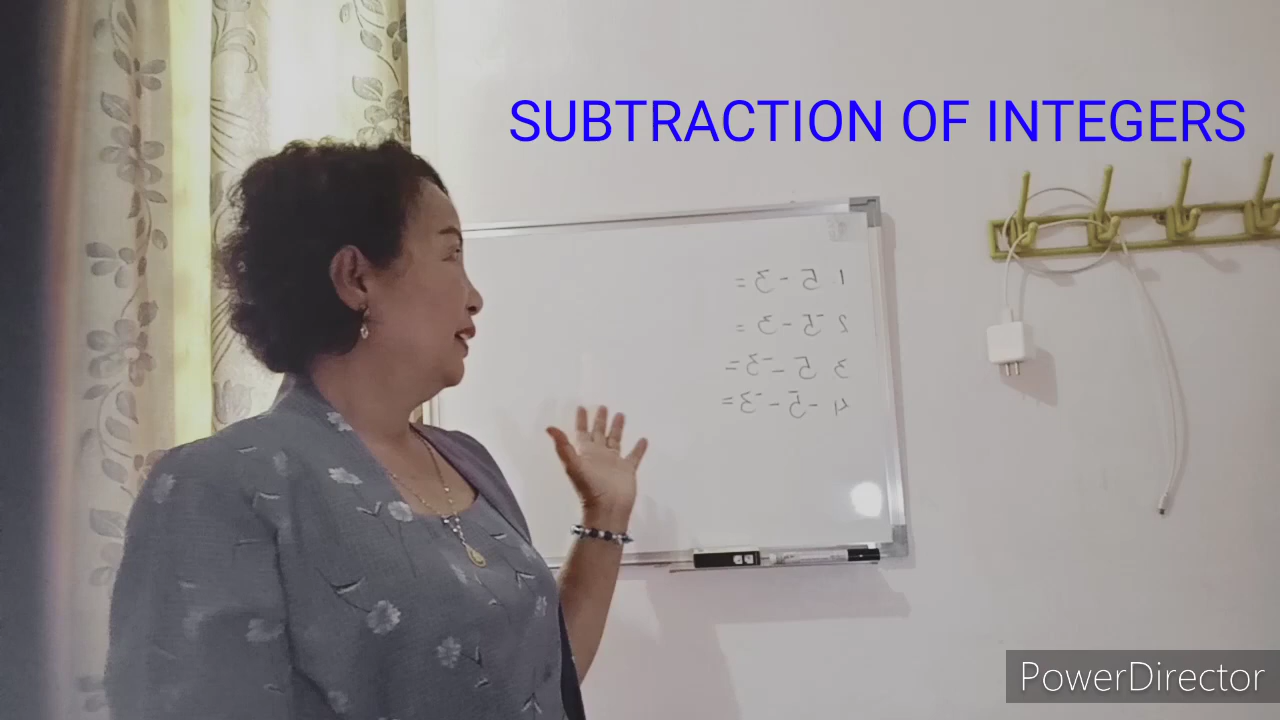 SUBTRACTION OF INTEGERS
1. 5 - 3 =
2. ⁻5 - 3 =
3. 5 - ⁻3 =
4. -5 - ⁻3 =
PowerDirector